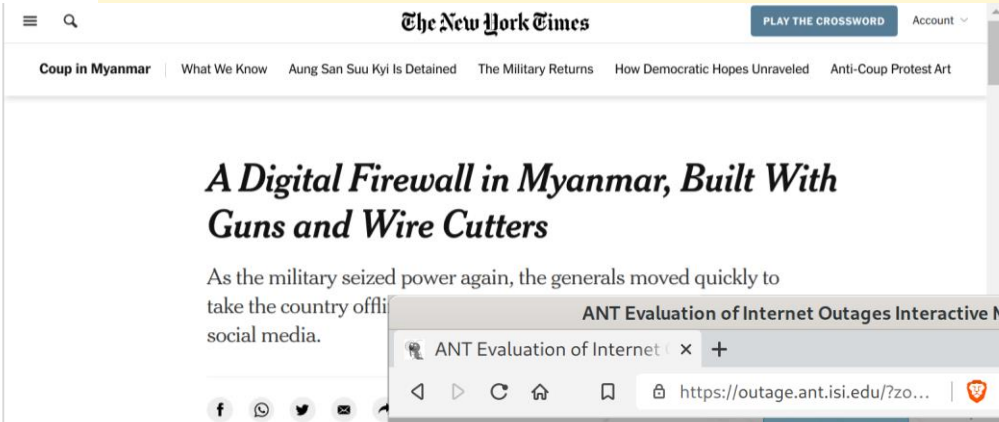 The New York Times
PLAY THE CROSSWORD
Account
Coup in Myanmar
What We Know
Aung San Suu Kyi Is Detained
The Military Returns
How Democratic Hopes Unraveled
Anti-Coup Protest Art
A Digital Firewall in Myanmar, Built With
Guns and Wire Cutters
As the military seized power again, the generals moved quickly to
take the country
social media.
ANT Evaluation of Internet Outages Interactive
ANT Evaluation of Internet
https://outage.ant.isi.edu/?zo...